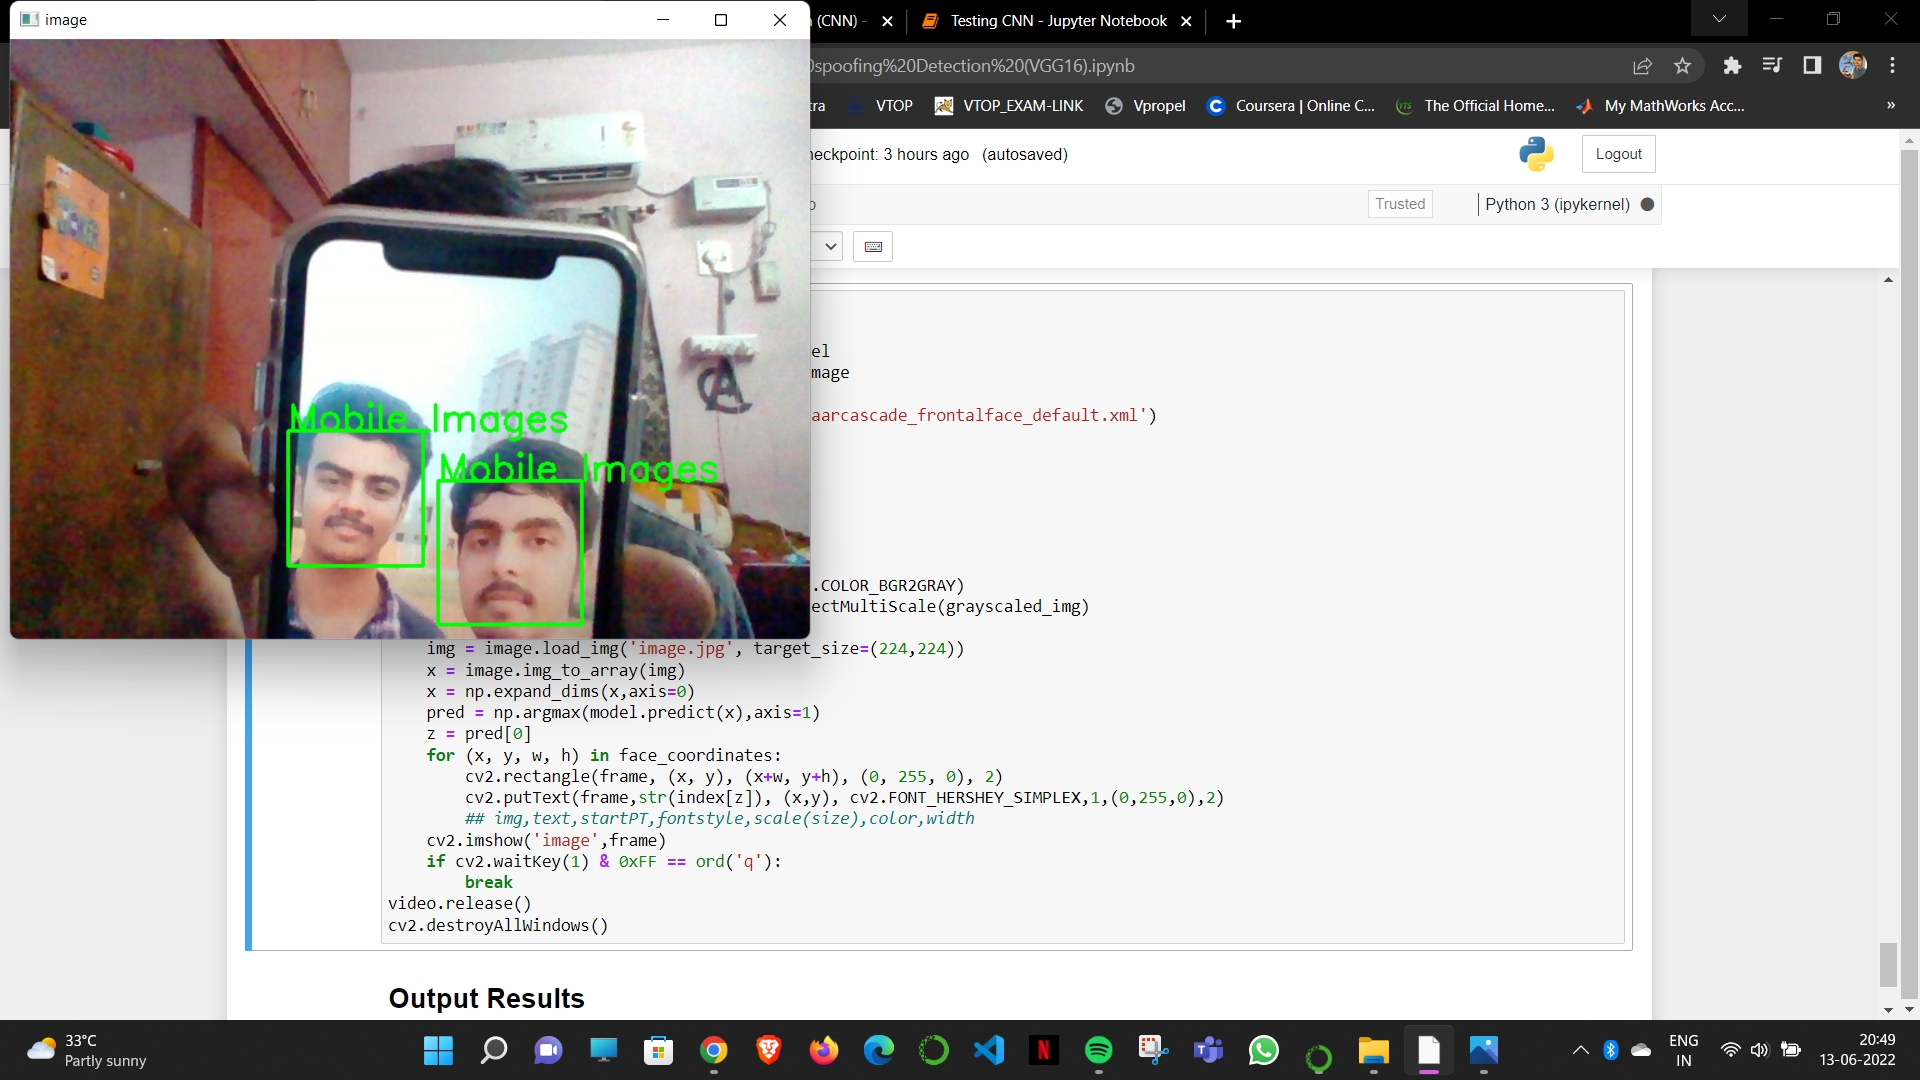 image
(CNN) -
Testing CNN - Jupyter Notebook
spoofing%20Detection%20(VGG16).ipynb
tra
VTOP
VTOP_EXAM-LINK
Vpropel
Coursera | Online C...
The Official Home...
My MathWorks Acc...
»
heckpoint: 3 hours ago (autosaved)
Logout
Trusted
Python 3 (ipykernel)
Mobile Images
Mobile Images
el
mage
aarcascade_frontalface_default.xml')
.COLOR_BGR2GRAY)
ectMultiScale(grayscaled_img)
img = image.load_img('image.jpg', target_size=(224,224))
x = image.img_to_array(img)
x = np.expand_dims(x,axis=0)
pred = np.argmax(model.predict(x),axis=1)
z = pred[0]
for (x, y, w, h) in face_coordinates:
cv2.rectangle(frame, (x, y), (x+w, y+h), (0, 255, 0), 2)
cv2.putText(frame,str(index[z]), (x,y), cv2.FONT_HERSHEY_SIMPLEX,1,(0,255,0),2)
## img,text,startPT,fontstyle,scale(size),color,width
cv2.imshow('image',frame)
if cv2.waitKey(1) & 0xFF == ord('q'):
break
video.release()
cv2.destroyAllWindows()
Output Results
33°C
Partly sunny
ENG
IN
20:49
13-06-2022